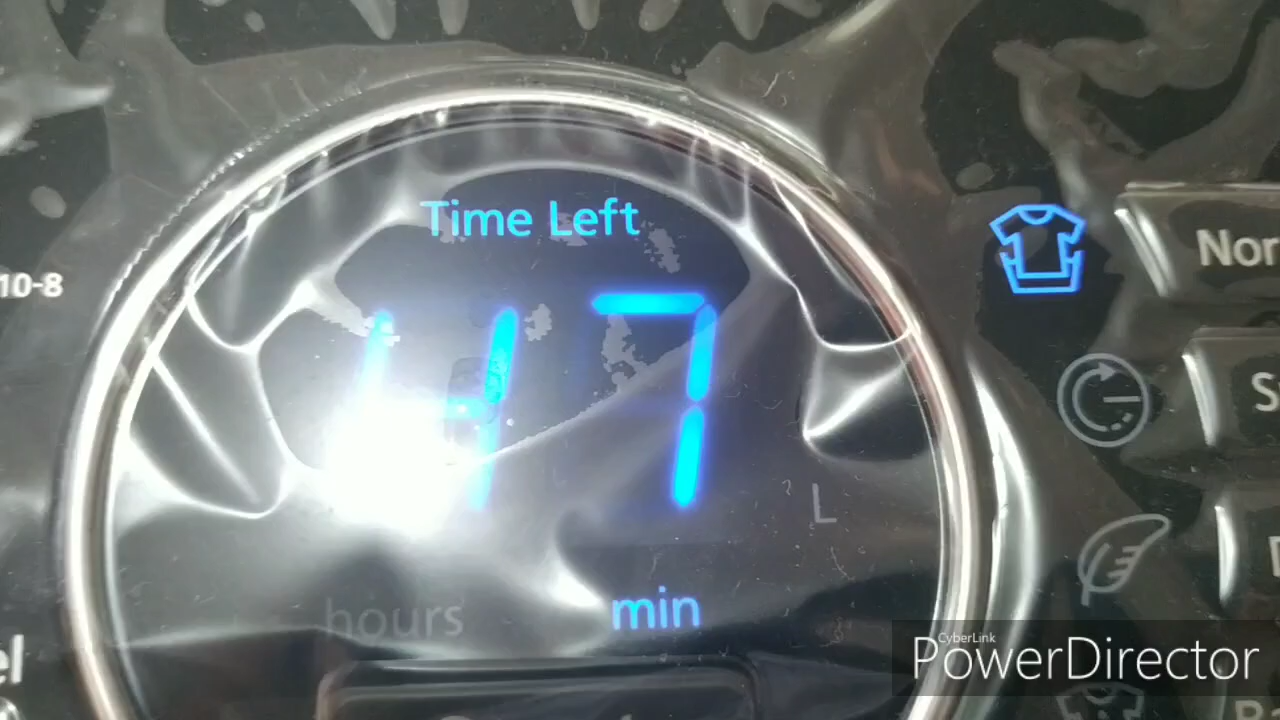 Time Left
10-8
Nor
47
S
L
hours
min
el
CyberLink
PowerDirector